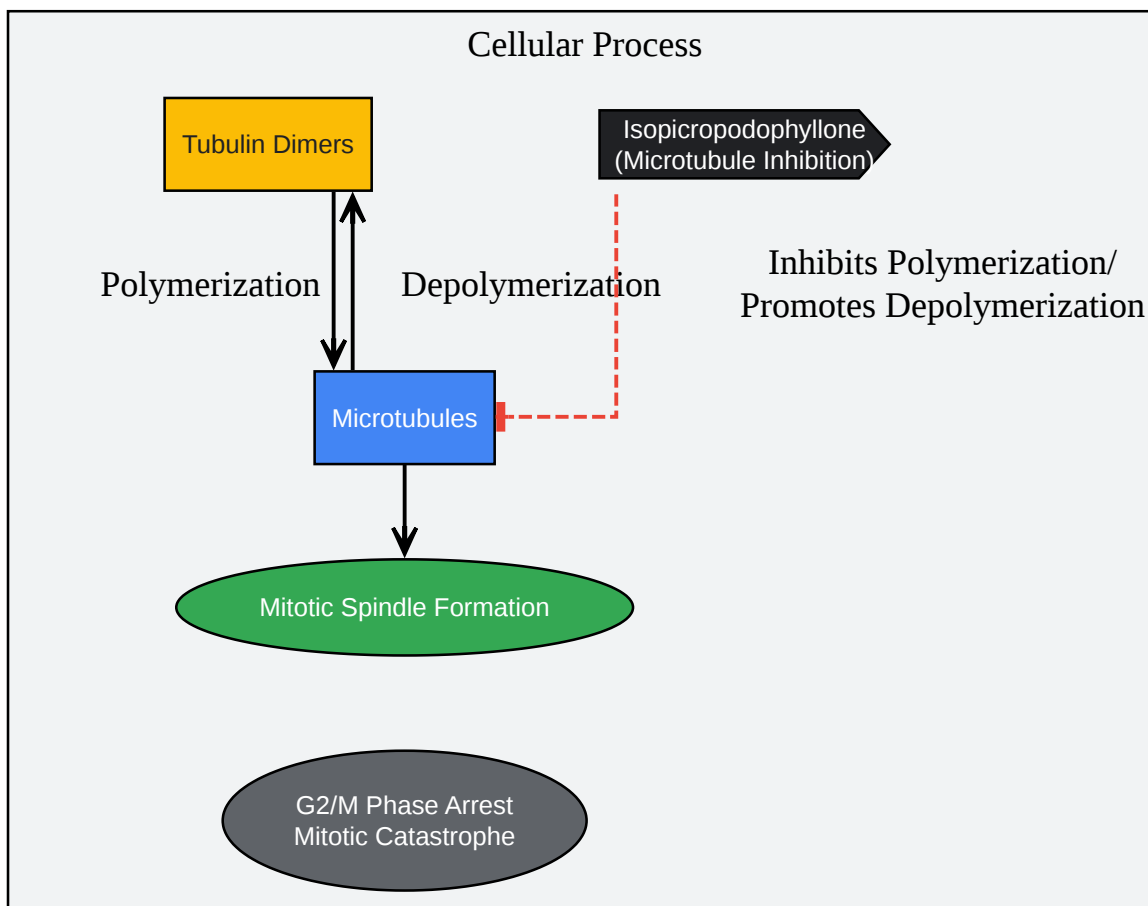 Cellular Process
Tubulin Dimers
Isopicropodophyllone
(Microtubule Inhibition)
Polymerization
Depolymerization
Inhibits Polymerization/
Promotes Depolymerization
Microtubules
Mitotic Spindle Formation
G2/M Phase Arrest
Mitotic Catastrophe